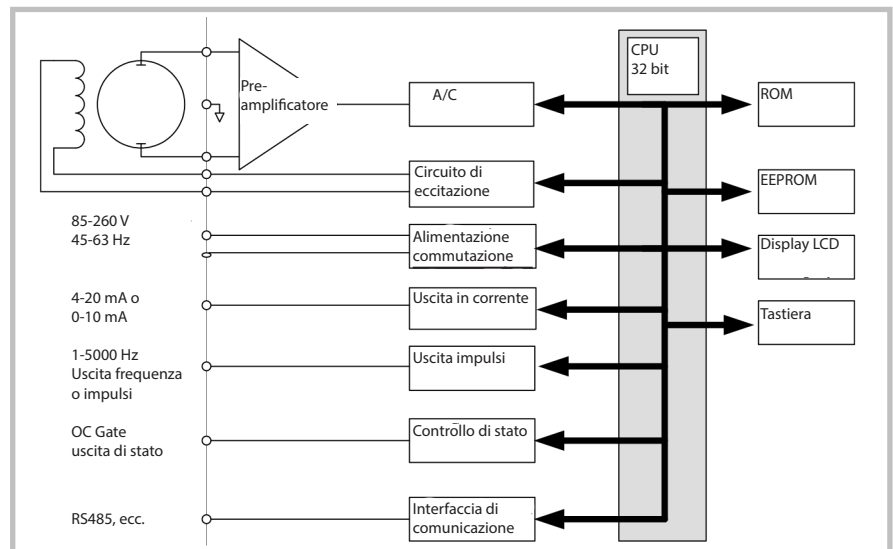 CPU
32 bit
Pre-
amplificatore
A/C
ROM
Circuito di
eccitazione
EEPROM
85-260 V
45-63 Hz
Alimentazione
commutazione
Display LCD
4-20 mA o
0-10 mA
Uscita in corrente
Tastiera
1-5000 Hz
Uscita frequenza
o impulsi
Uscita impulsi
OC Gate
uscita di stato
Controllo di stato
RS485, ecc.
Interfaccia di
comunicazione